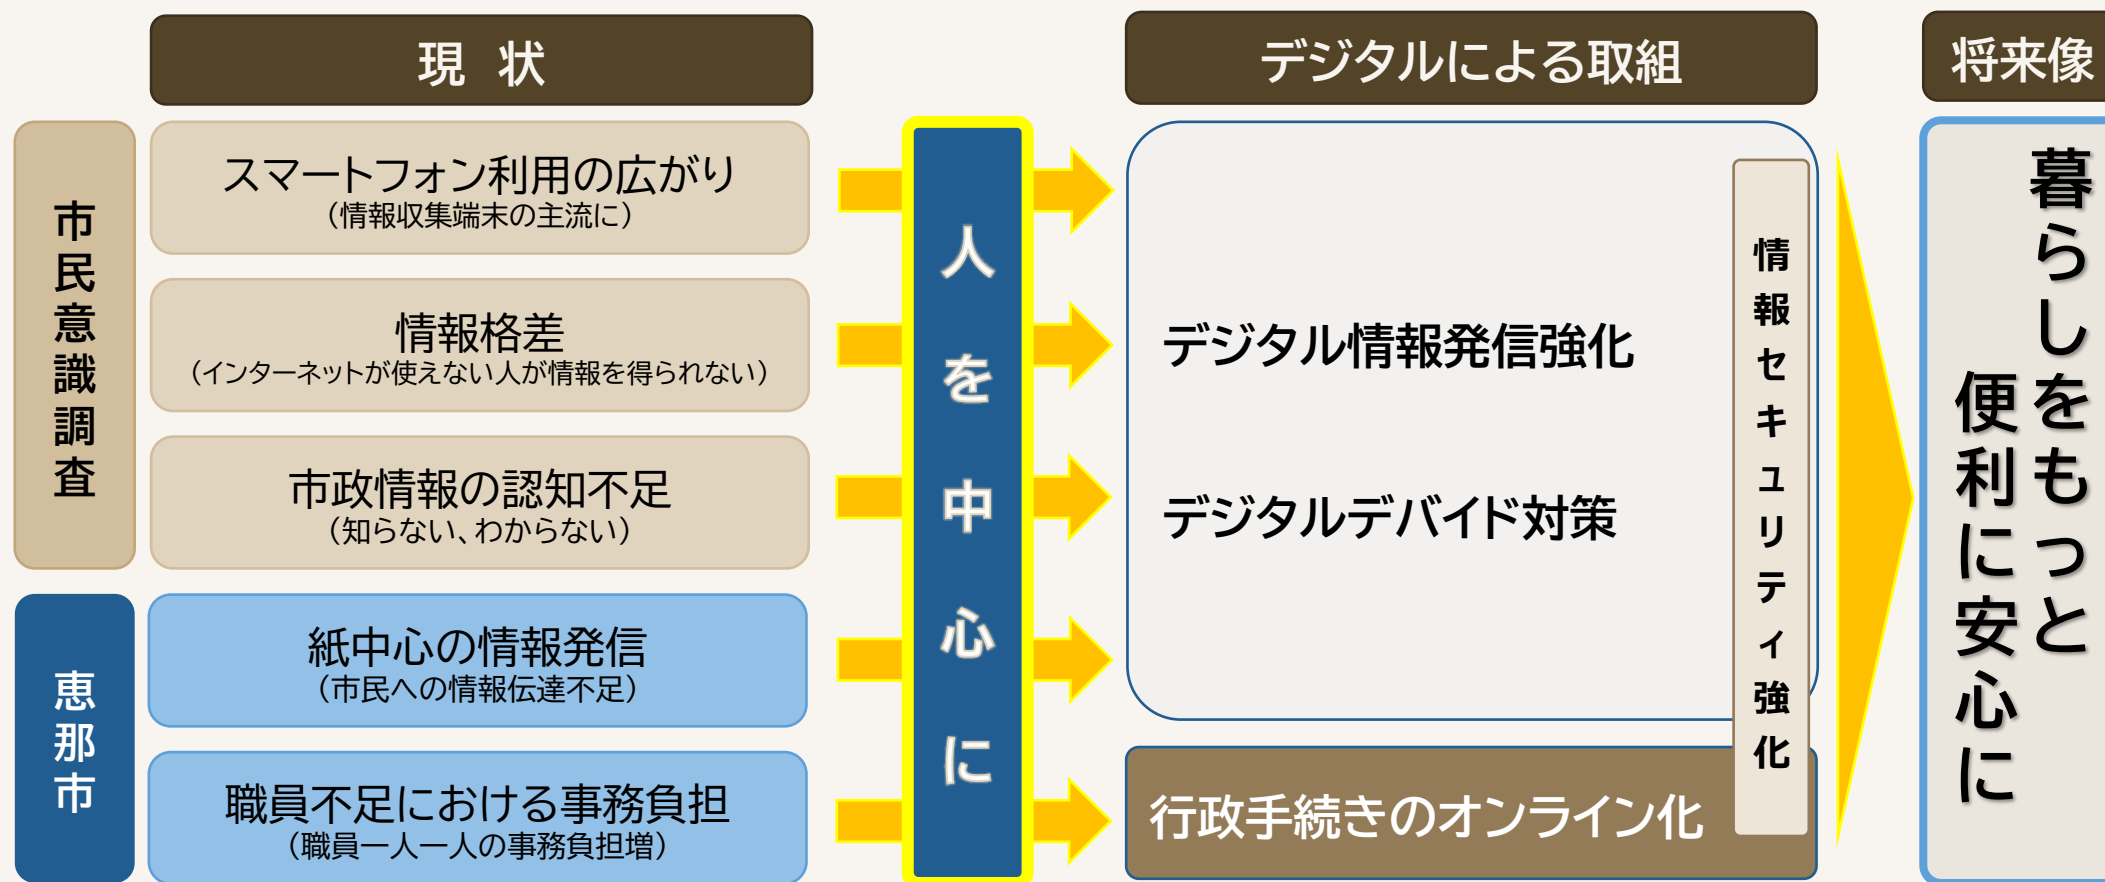 現 状
デジタルによる取組
将来像
市民意識調査
スマートフォン利用の広がり
（情報収集端末の主流に）
情報格差
（インターネットが使えない人が情報を得られない）
市政情報の認知不足
（知らない、わからない）
恵那市
紙中心の情報発信
（市民への情報伝達不足）
職員不足における事務負担
（職員一人一人の事務負担増）
人を中心に
デジタル情報発信強化
デジタルデバイド対策
行政手続きのオンライン化
情報セキュリティ強化
暮らしをもっと
便利に安心に